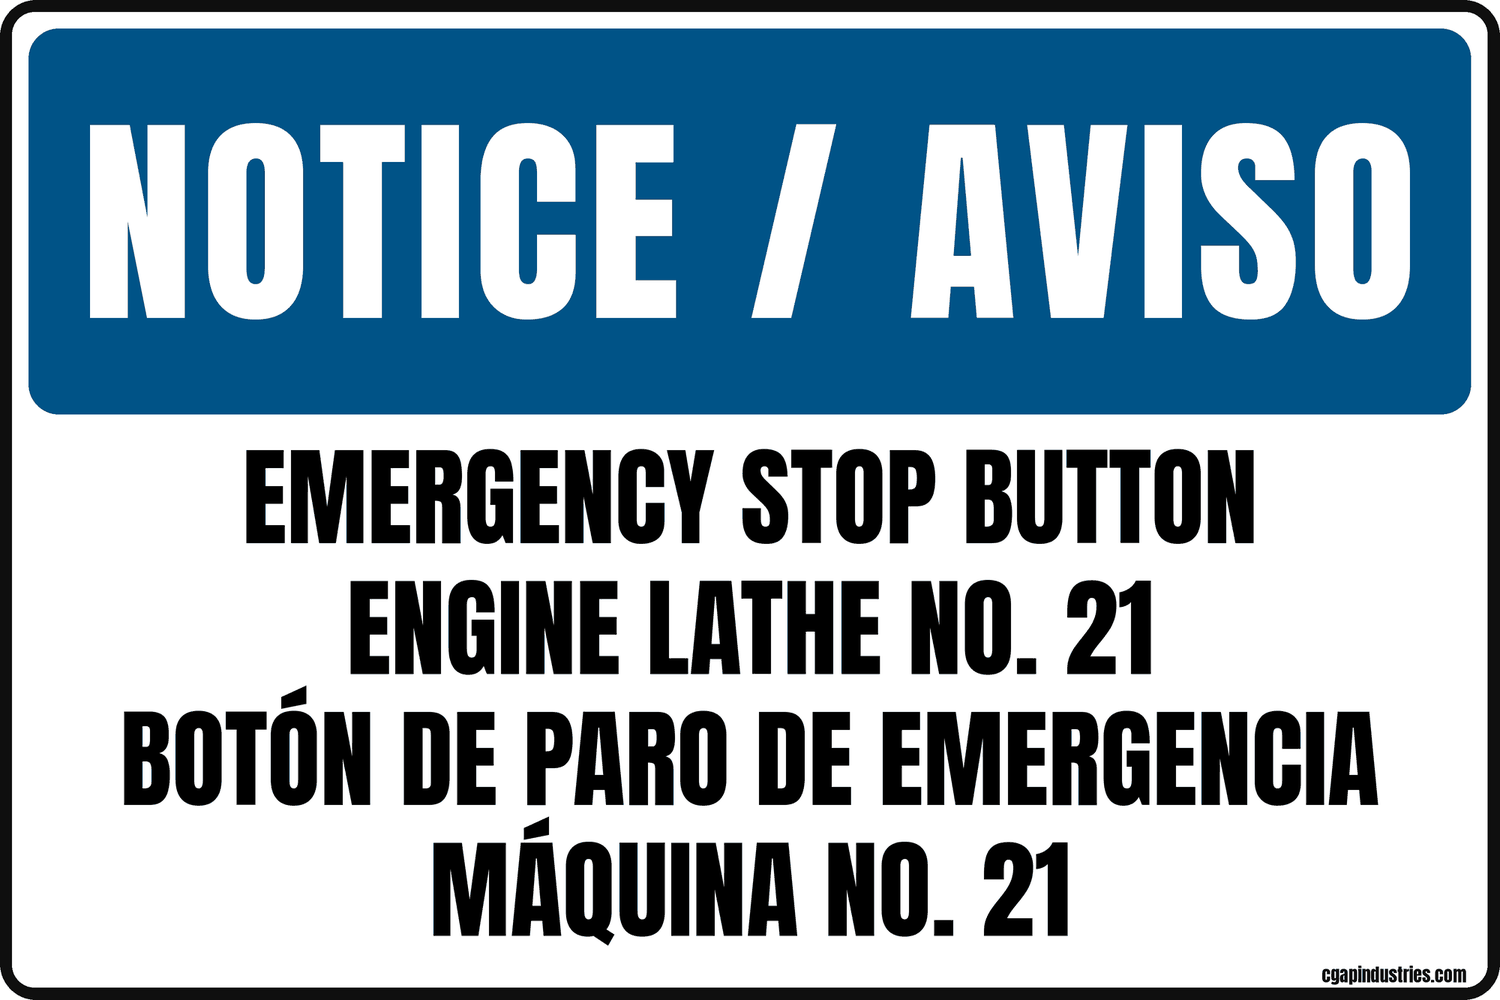 NOTICE / AVISO
EMERGENCY STOP BUTTON
ENGINE LATHE NO. 21
BOTÓN DE PARO DE EMERGENCIA
MÁQUINA NO. 21
cgapindustries.com